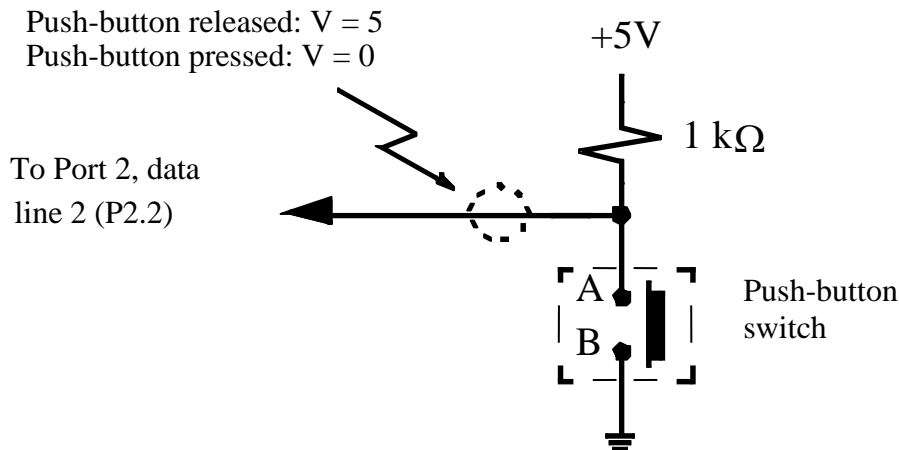 Push-button released: V = 5
Push-button pressed: V = 0
+5V
1 kΩ
To Port 2, data
line 2 (P2.2)
A
B
Push-button
switch